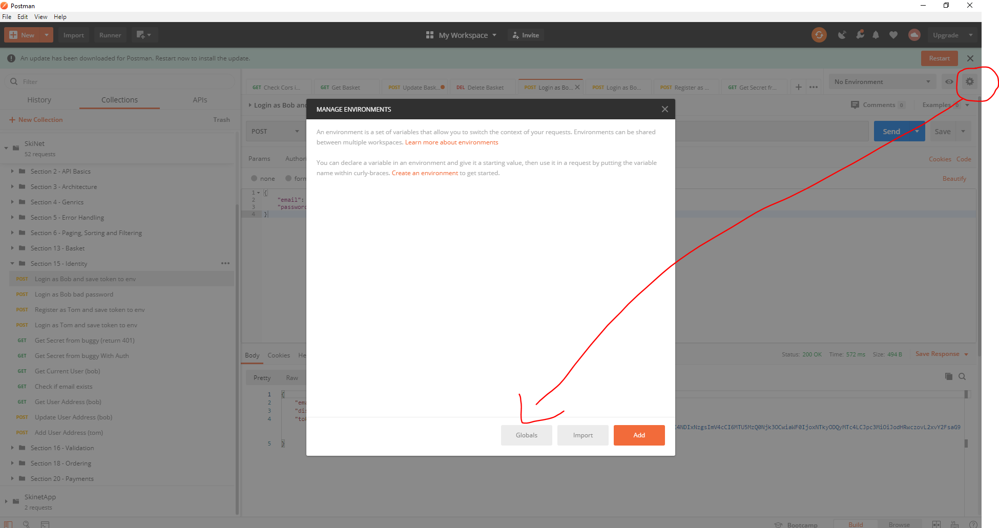 Postman
File Edit View Help
New Import Runner My Workspace Invite Upgrade
An update has been downloaded for Postman. Restart now to install the update. Restart
Filter
History Collections APIs
New Collection Trash
SkiNet
52 requests
Section 2 - API Basics
Section 3 - Architecture
Section 4 - Genrics
Section 5 - Error Handling
Section 6 - Paging, Sorting and Filtering
Section 13 - Basket
Section 15 - Identity
POST Login as Bob and save token to env
POST Login as Bob bad password
POST Register as Tom and save token to env
POST Login as Tom and save token to env
GET Get Secret from buggy (return 401)
GET Get Secret from buggy With Auth
GET Get Current User (bob)
GET Check if email exists
GET Get User Address (bob)
POST Update User Address (bob)
POST Add User Address (tom)
Section 16 - Validation
Section 18 - Ordering
Section 20 - Payments
SkinetApp
2 requests
GET Check Cors i... GET Get Basket POST Update Bask... DEL Delete Basket POST Login as Bo... POST Login as Bo... POST Register as ... GET Get Secret fr...
No Environment
Login as Bob and
Comments 0 Examples 0
POST Send Save
Params Authori Cookies Code
none form Beautify
1 {
2 "email":
3 "password
4 }
MANAGE ENVIRONMENTS
An environment is a set of variables that allow you to switch the context of your requests. Environments can be shared
between multiple workspaces. Learn more about environments
You can declare a variable in an environment and give it a starting value, then use it in a request by putting the variable
name within curly-braces. Create an environment to get started.
Globals Import Add
Body Cookies He Status: 200 OK Time: 572 ms Size: 494 B Save Response
Pretty Raw
1 {
2 "ema
3 "dis
4 "tok
5 }
Bootcamp Build Browse